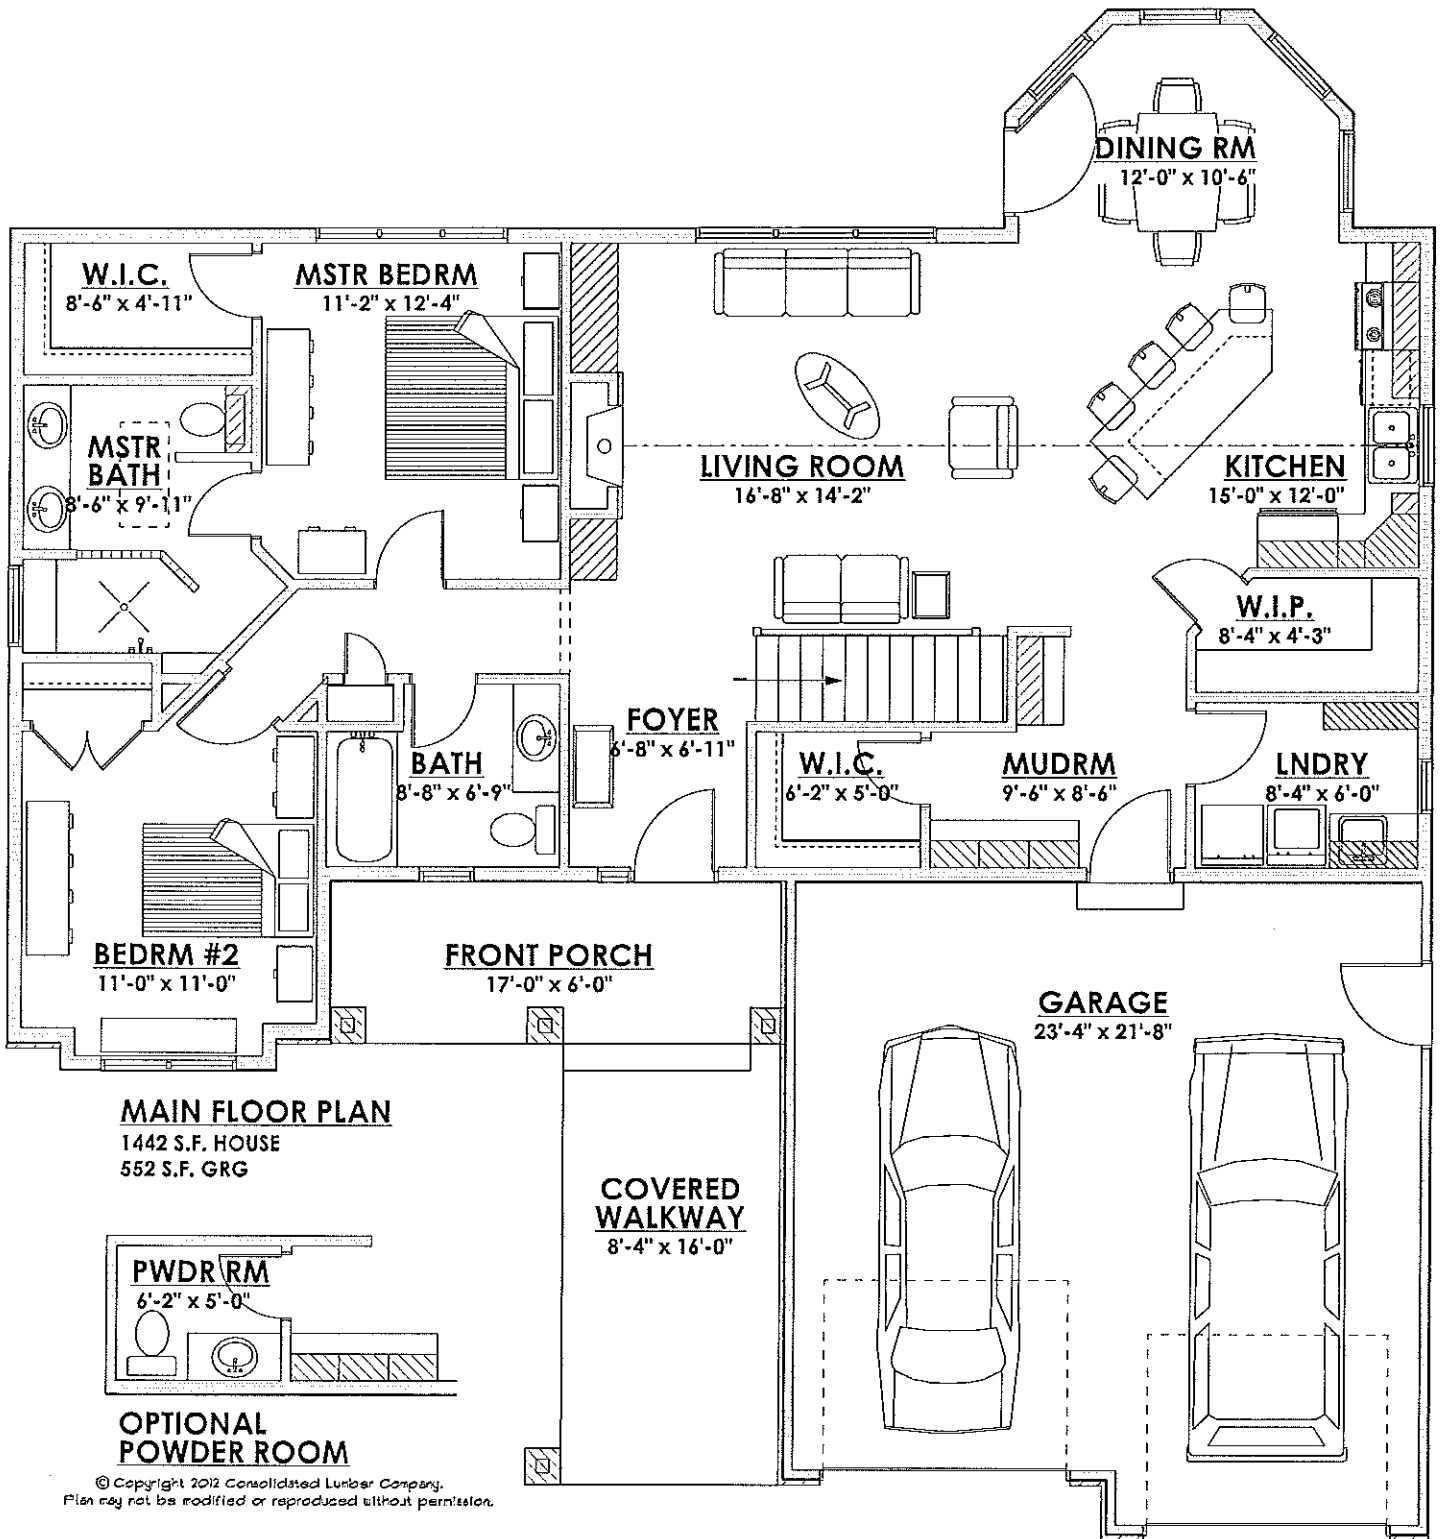 DINING RM
12'-0" x 10'-6"
W.I.C.
8'-6" x 4'-11"
MSTR BEDRM
11'-2" x 12'-4"
MSTR
BATH
8'-6" x 9'-11"
LIVING ROOM
16'-8" x 14'-2"
KITCHEN
15'-0" x 12'-0"
W.I.P.
8'-4" x 4'-3"
FOYER
6'-8" x 6'-11"
BATH
8'-8" x 6'-9"
W.I.C.
6'-2" x 5'-0"
MUDRM
9'-6" x 8'-6"
LNDRY
8'-4" x 6'-0"
BEDRM #2
11'-0" x 11'-0"
FRONT PORCH
17'-0" x 6'-0"
GARAGE
23'-4" x 21'-8"
MAIN FLOOR PLAN
1442 S.F. HOUSE
552 S.F. GRG
COVERED
WALKWAY
8'-4" x 16'-0"
PWDR RM
6'-2" x 5'-0"
OPTIONAL
POWDER ROOM
© Copyright 2012 Consolidated Lumber Company.
Plan may not be modified or reproduced without permission.